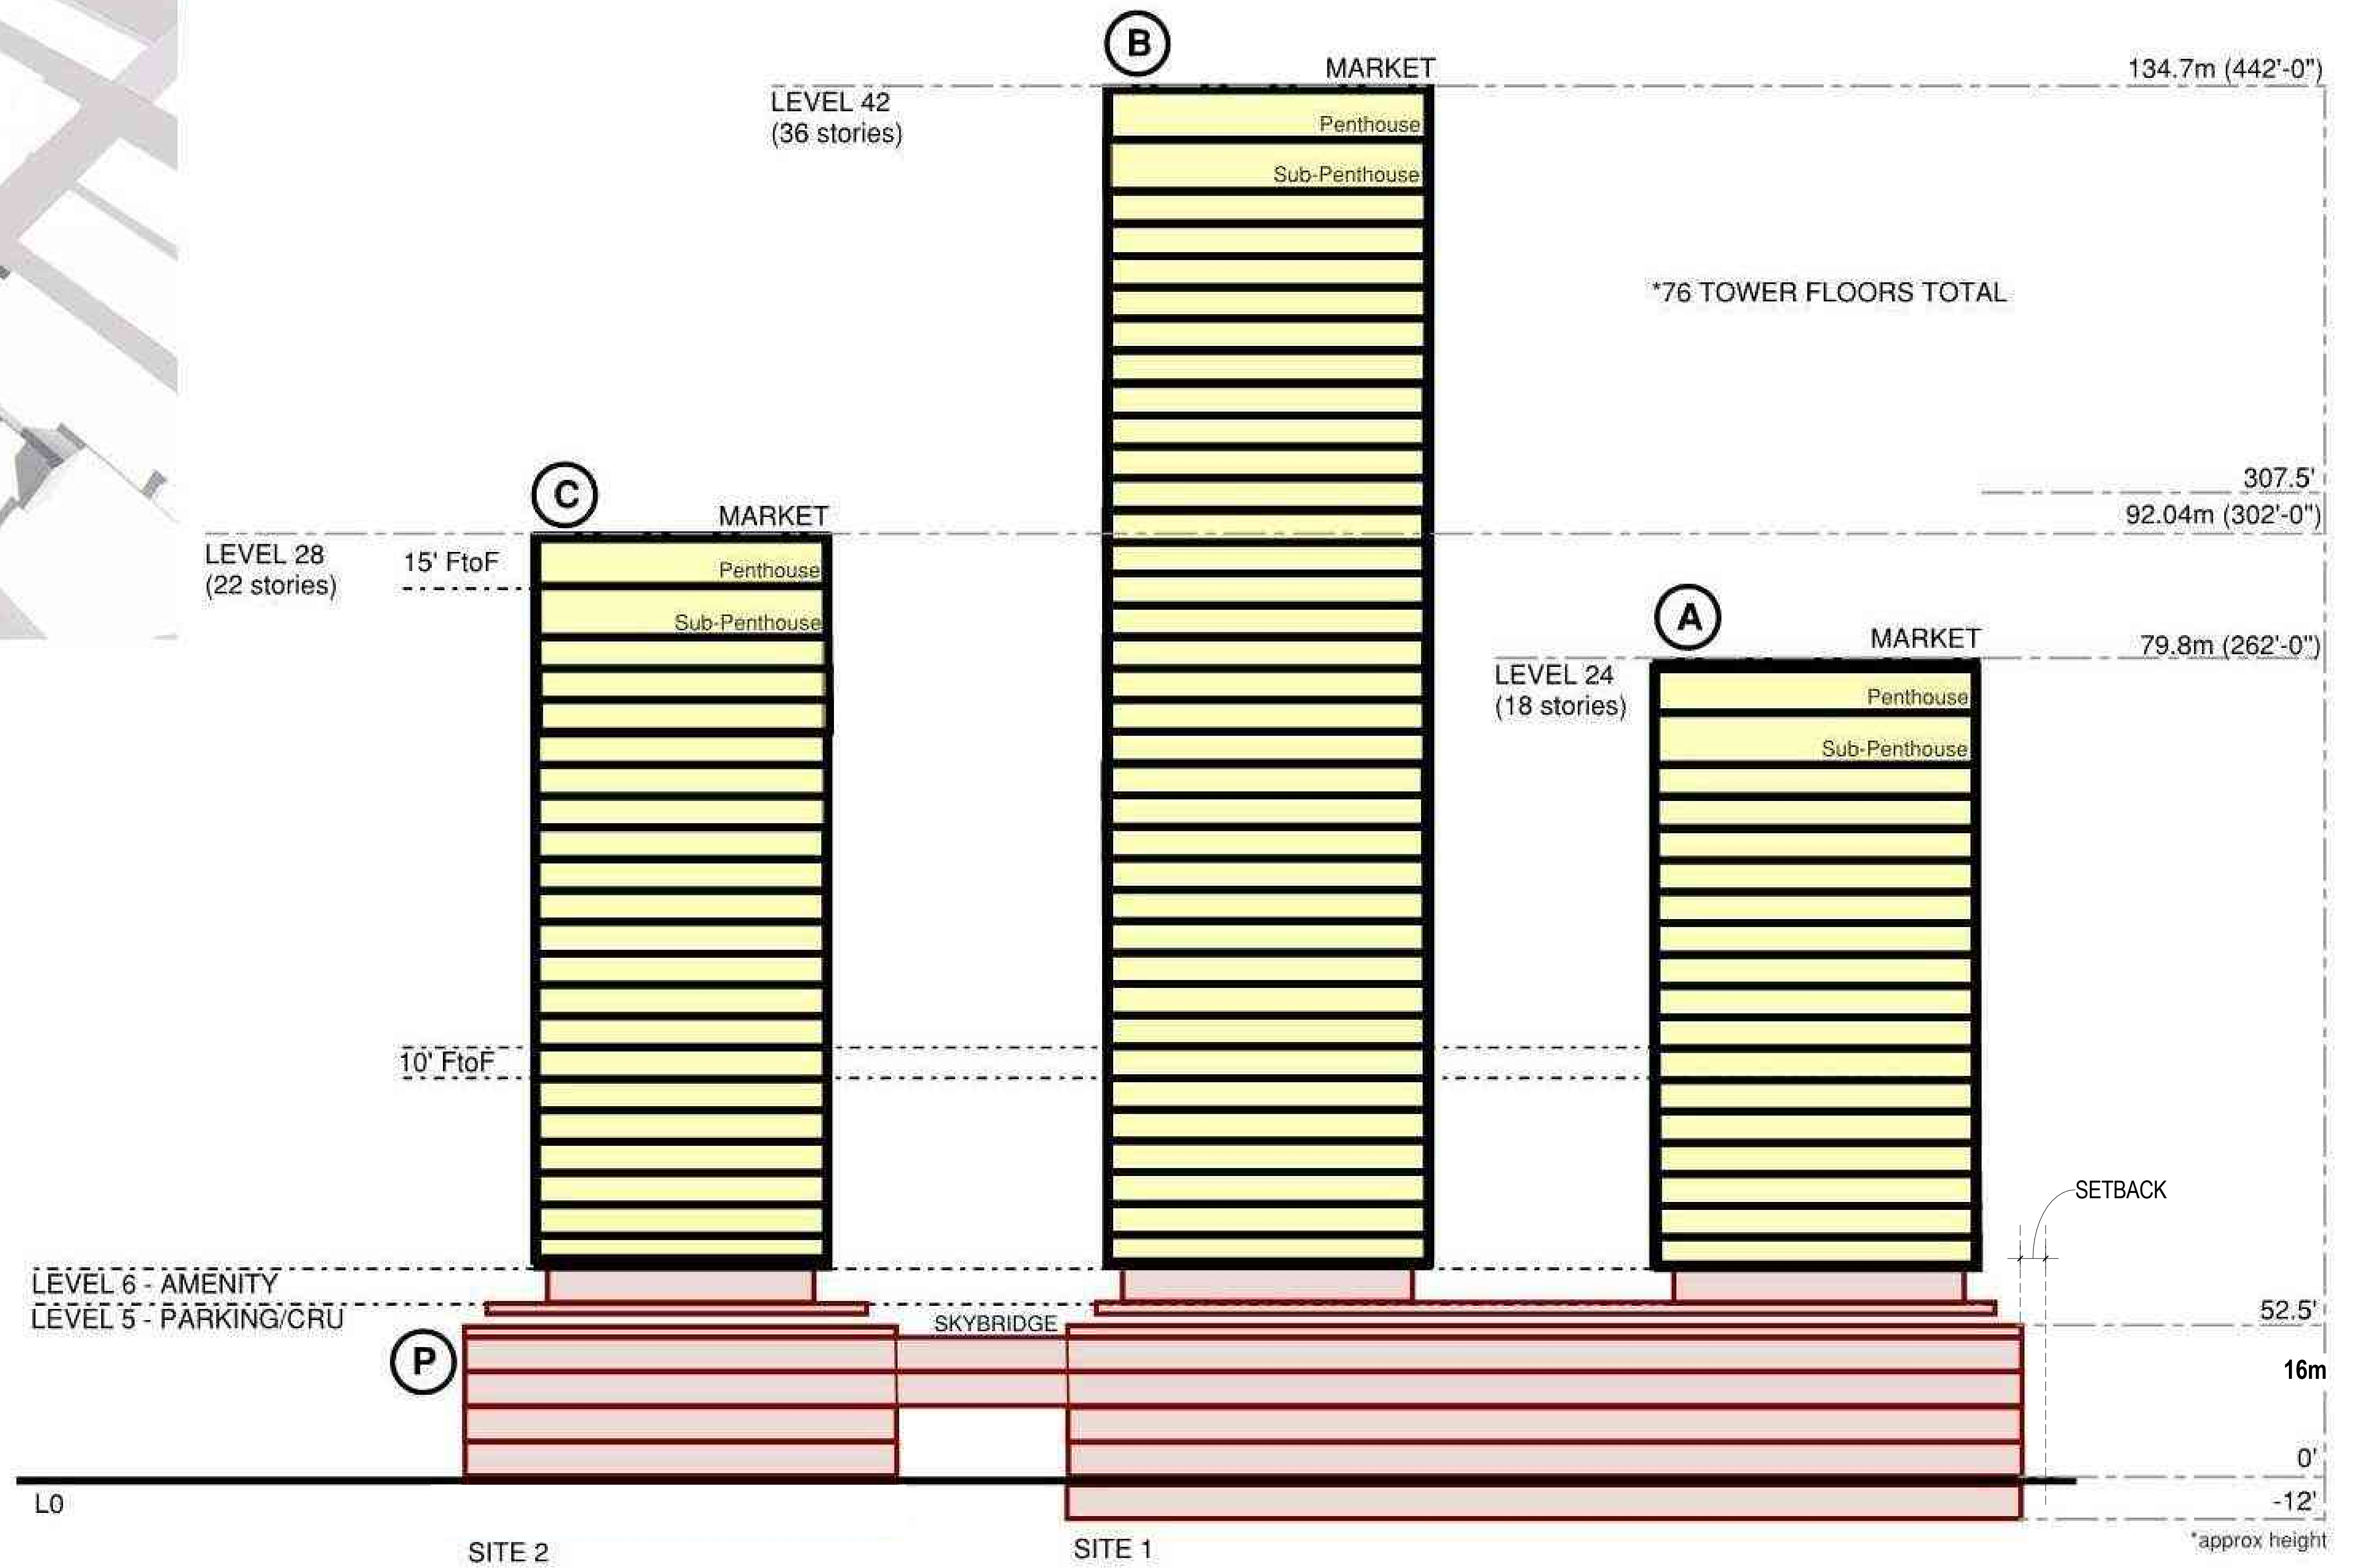 B
MARKET
134.7m (442'-0")
LEVEL 42
(36 stories)
Penthouse
Sub-Penthouse
*76 TOWER FLOORS TOTAL
307.5'
C
MARKET
92.04m (302'-0")
LEVEL 28
(22 stories)
15' FtoF
Penthouse
Sub-Penthouse
A
MARKET
79.8m (262'-0")
LEVEL 24
(18 stories)
Penthouse
Sub-Penthouse
10' FtoF
SETBACK
LEVEL 6 - AMENITY
LEVEL 5 - PARKING/CRU
SKYBRIDGE
52.5'
P
16m
0'
L0
-12'
*approx height
SITE 2
SITE 1